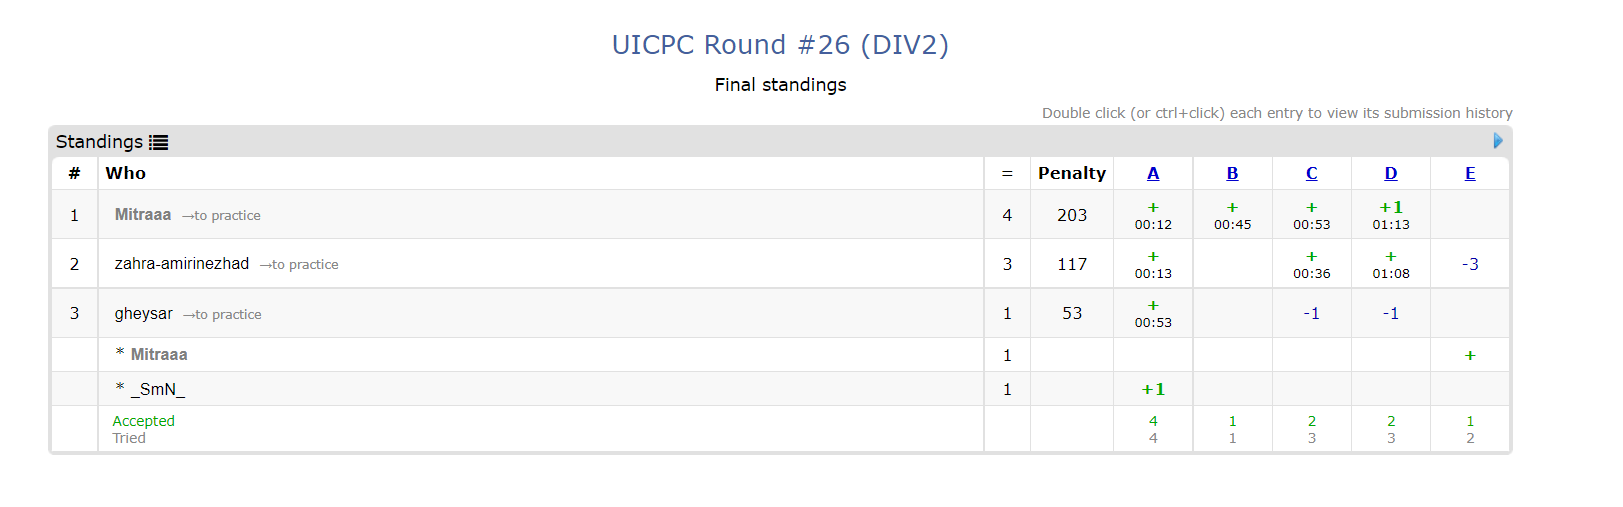 UICPC Round #26 (DIV2)
Final standings
Double click (or ctrl+click) each entry to view its submission history
Standings
# Who = Penalty A B C D E
1 Mitraaa →to practice 4 203 + 00:12 + 00:45 + 00:53 +1 01:13
2 zahra-amirinezhad →to practice 3 117 + 00:13 + 00:36 + 01:08 -3
3 gheysar →to practice 1 53 + 00:53 -1 -1
* Mitraaa 1 +
* _SmN_ 1 +1
Accepted 4 1 2 2 1
Tried 4 1 3 3 2